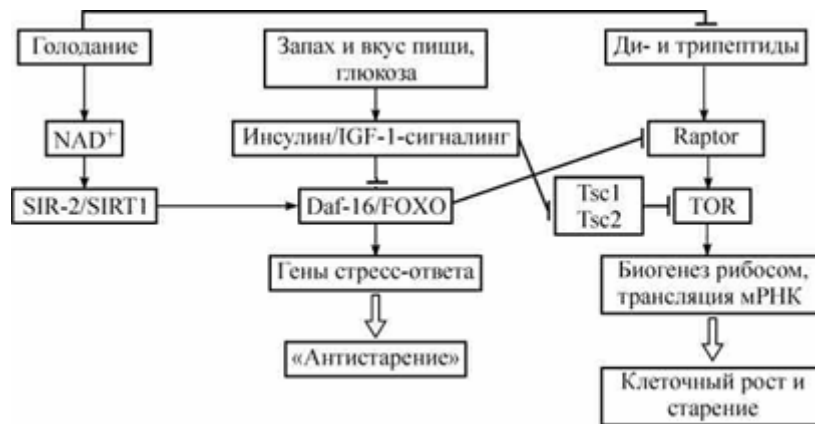 Голодание
Запах и вкус пищи,
глюкоза
Ди- и трипептиды
NAD⁺
Инсулин/IGF-1-сигналинг
Raptor
SIR-2/SIRT1
Daf-16/FOXO
Tsc1
Tsc2
TOR
Гены стресс-ответа
Биогенез рибосом,
трансляция мРНК
«Антистарение»
Клеточный рост и
старение